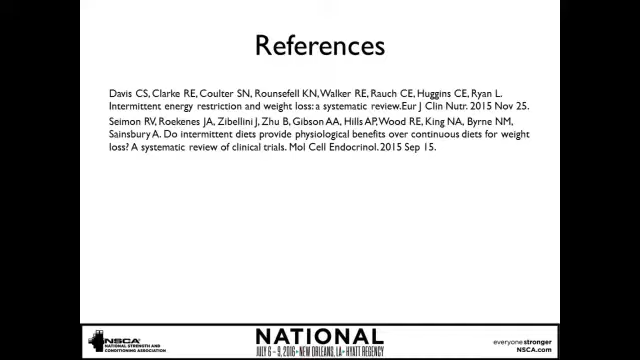 References
Davis CS, Clarke RE, Coulter SN, Rounsefell KN, Walker RE, Rauch CE, Huggins CE, Ryan L.
Intermittent energy restriction and weight loss: a systematic review. Eur J Clin Nutr. 2015 Nov 25.
Seimon RV, Roekenes JA, Zibellini J, Zhu B, Gibson AA, Hills AP, Wood RE, King NA, Byrne NM,
Sainsbury A. Do intermittent diets provide physiological benefits over continuous diets for weight
loss? A systematic review of clinical trials. Mol Cell Endocrinol. 2015 Sep 15.
NSCA
NATIONAL STRENGTH AND
CONDITIONING ASSOCIATION
NATIONAL
JULY 6 – 9, 2016 • NEW ORLEANS, LA • HYATT REGENCY
everyonestronger
NSCA.com